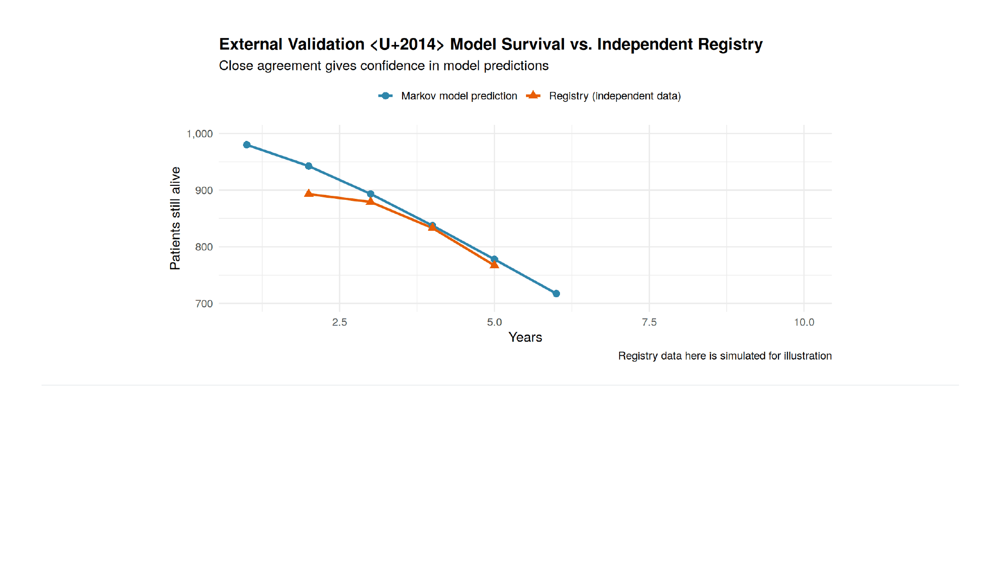 External Validation <U+2014> Model Survival vs. Independent Registry
Close agreement gives confidence in model predictions
Markov model prediction
Registry (independent data)
1,000
900
800
700
Patients still alive
2.5
5.0
7.5
10.0
Years
Registry data here is simulated for illustration